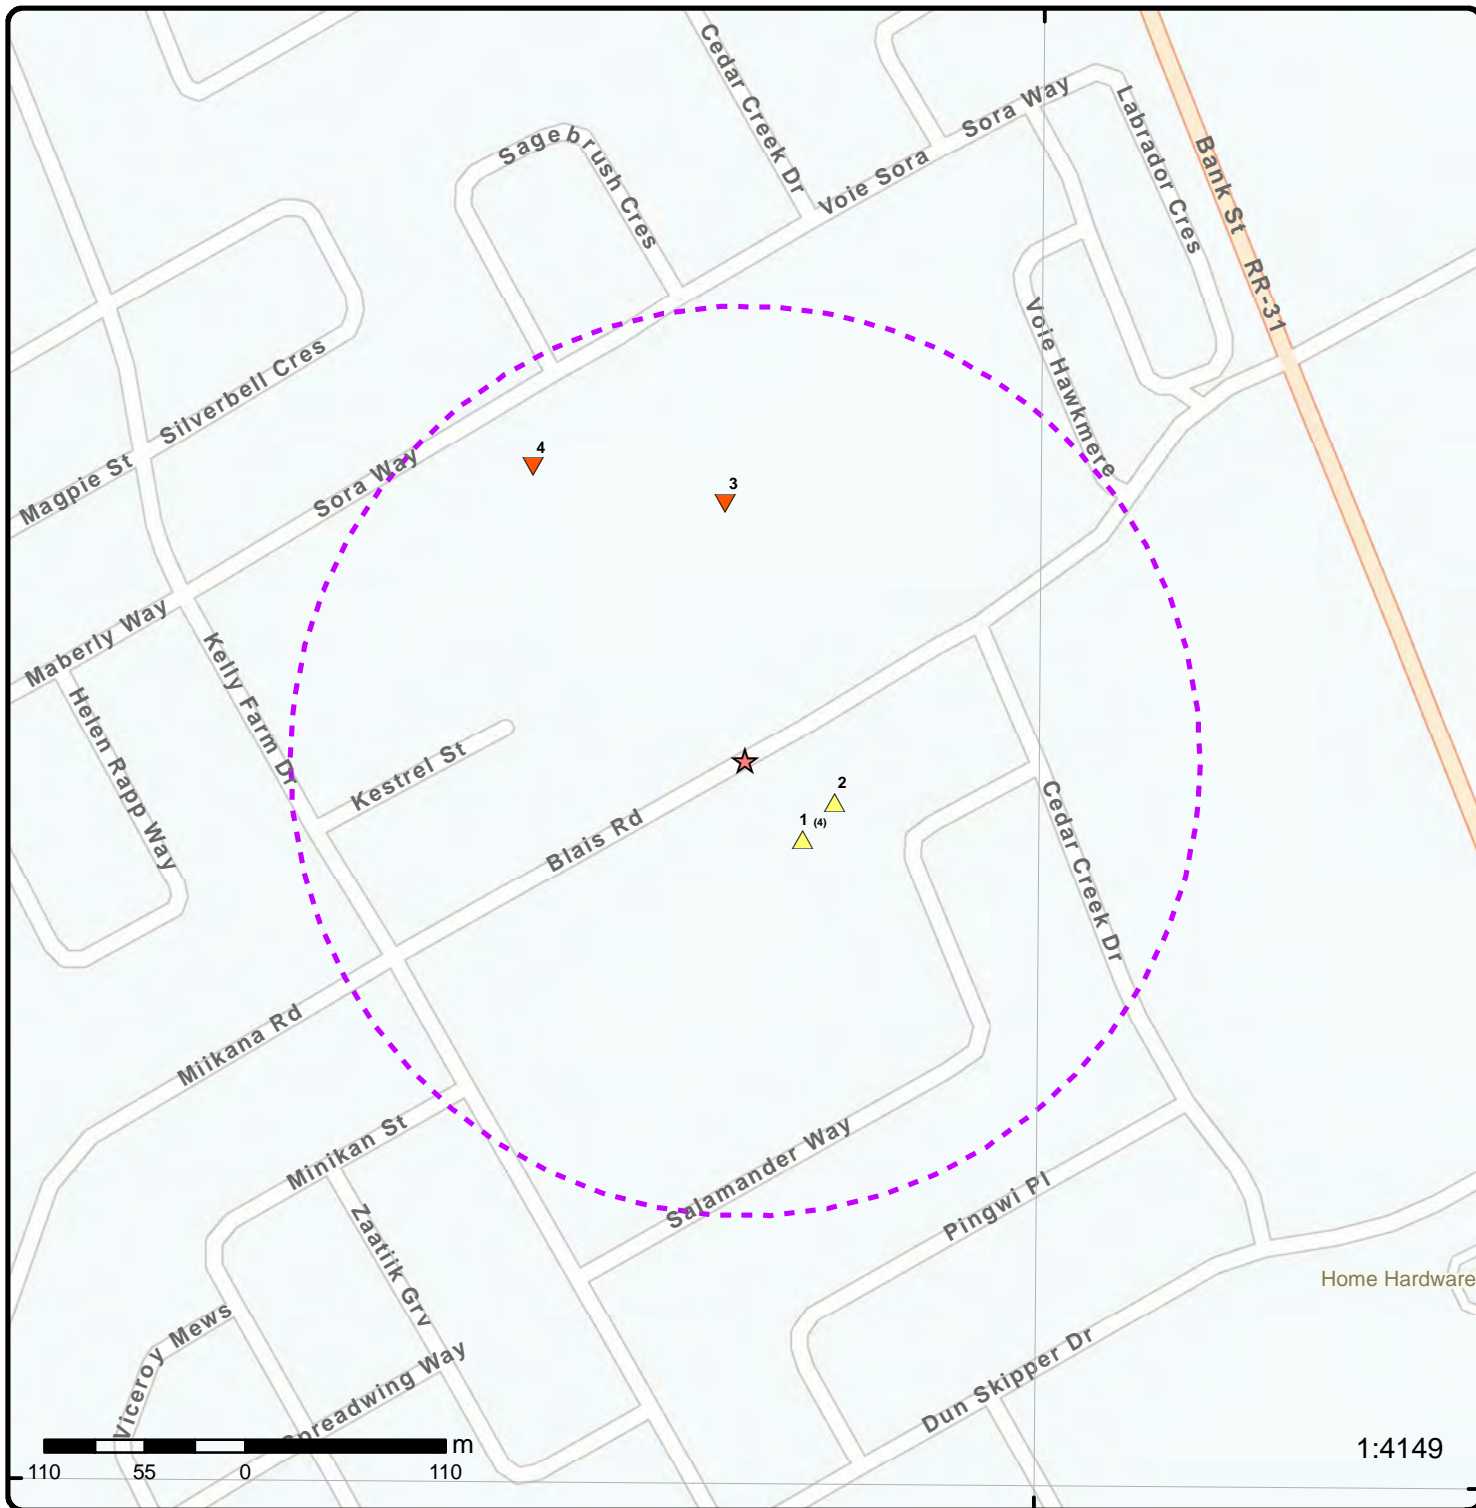 Cedar Creek Dr
Sora Way
Labrador Cres
Sagebrush Cres
Voie Sora
Bank St
RR-31
Voie Hawkmere
Silverbell Cres
Magpie St
Sora Way
4
3
Maberly Way
Kelly Farm Dr
Helen Rapp Way
Kestrel St
2
1 (4)
Blais Rd
Cedar Creek Dr
Miikana Rd
Minikan St
Salamander Way
Pingwi Pl
Zaatiik Grv
Home Hardware
Viceroy Mews
Spreadwing Way
Dun Skipper Dr
m
1:4149
110 55 0 110